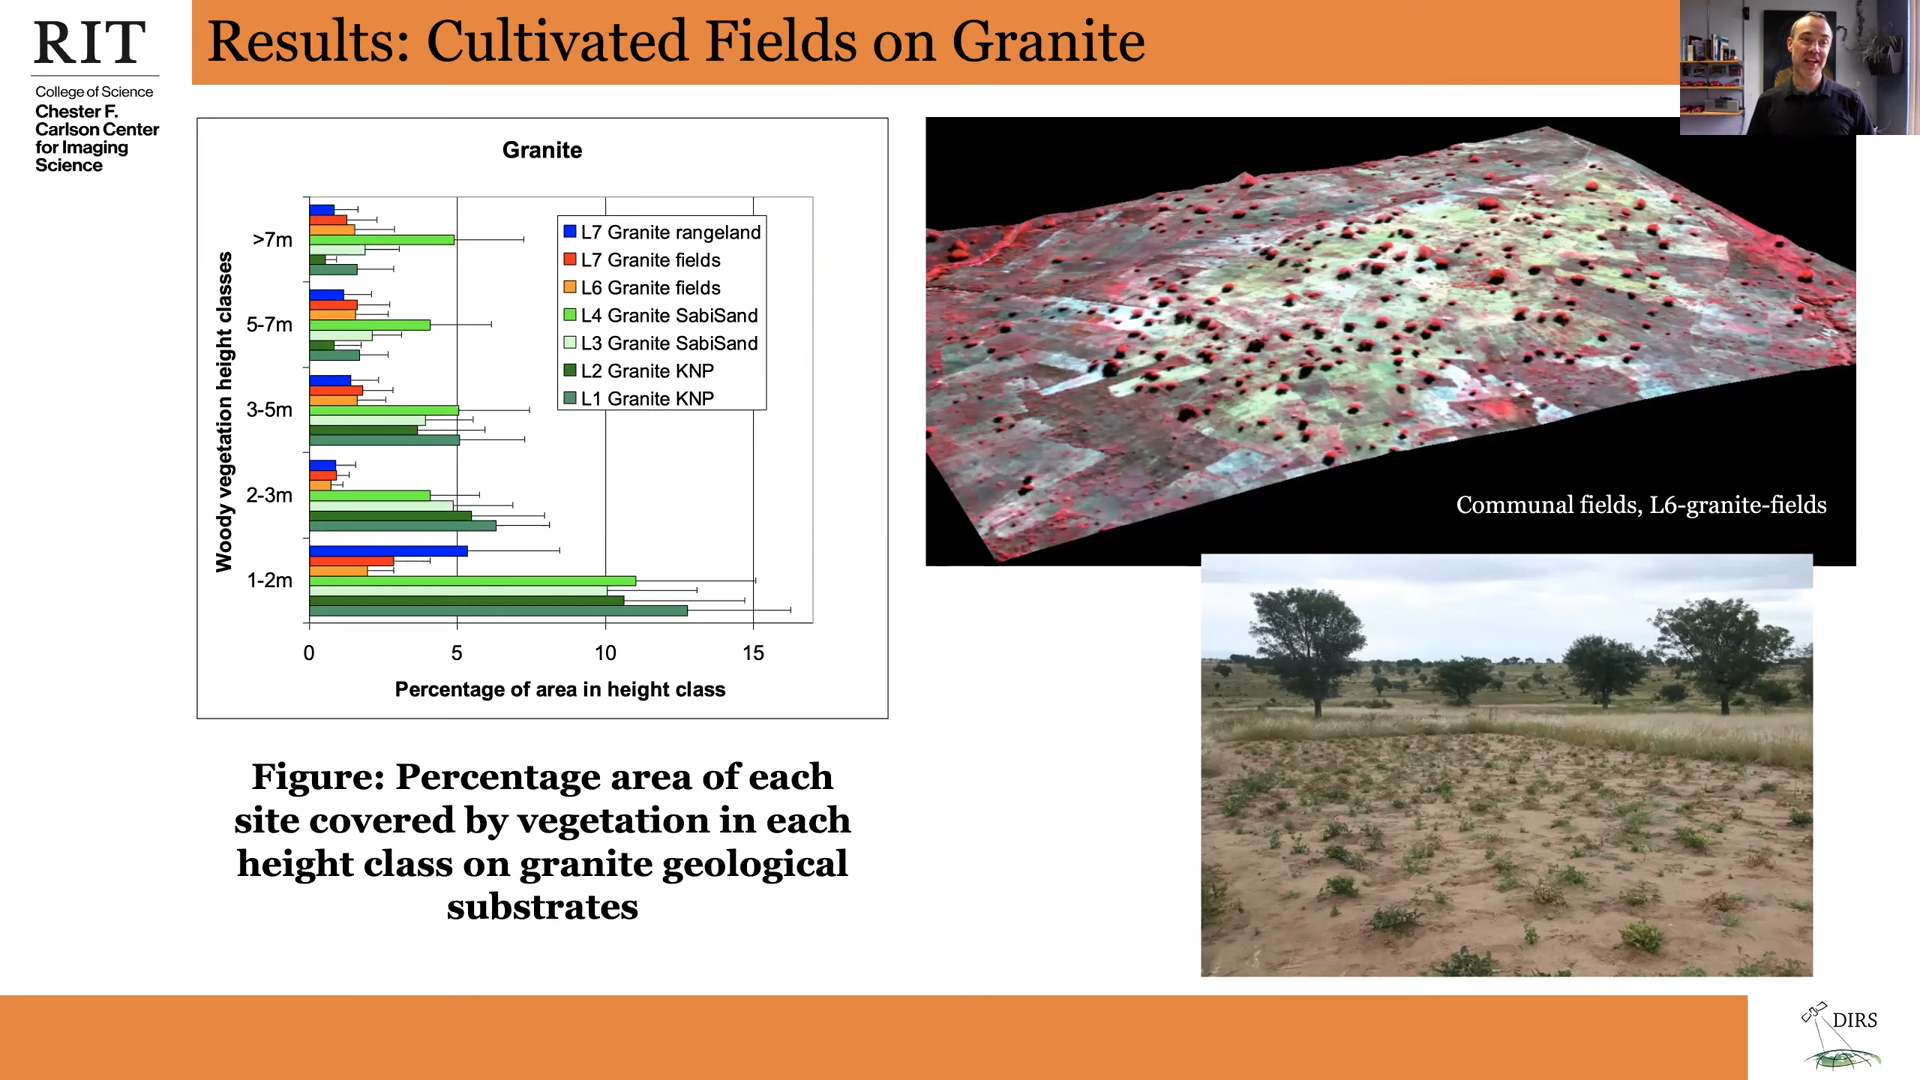 RIT
College of Science
Chester F.
Carlson Center
for Imaging
Science
Results: Cultivated Fields on Granite
Granite
Woody vegetation height classes
>7m
5-7m
3-5m
2-3m
1-2m
L7 Granite rangeland
L7 Granite fields
L6 Granite fields
L4 Granite SabiSand
L3 Granite SabiSand
L2 Granite KNP
L1 Granite KNP
0 5 10 15
Percentage of area in height class
Figure: Percentage area of each
site covered by vegetation in each
height class on granite geological
substrates
Communal fields, L6-granite-fields
DIRS